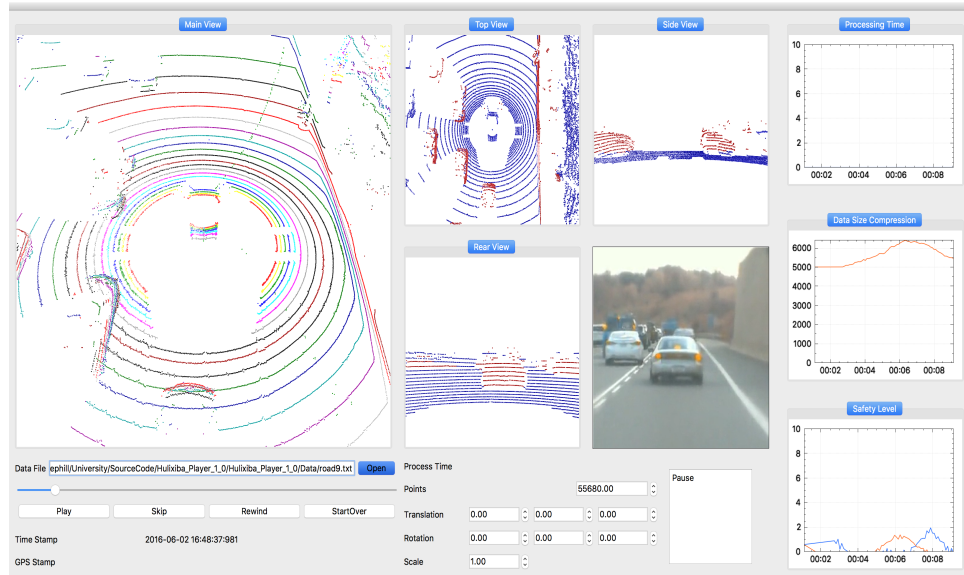 Main View
Top View
Side View
Processing Time
10
8
6
4
2
0
00:02 00:04 00:06 00:08
Rear View
Data Size Compression
6000
5000
4000
3000
2000
1000
0
00:02 00:04 00:06 00:08
Safety Level
10
8
6
4
2
0
00:02 00:04 00:06 00:08
Data File ephill/University/SourceCode/Hulixiba_Player_1_0/Hulixiba_Player_1_0/Data/road9.txt Open
Play Skip Rewind StartOver
Time Stamp 2016-06-02 16:48:37:981
GPS Stamp
Process Time
Points 55680.00
Translation 0.00 0.00 0.00
Rotation 0.00 0.00 0.00
Scale 1.00
Pause